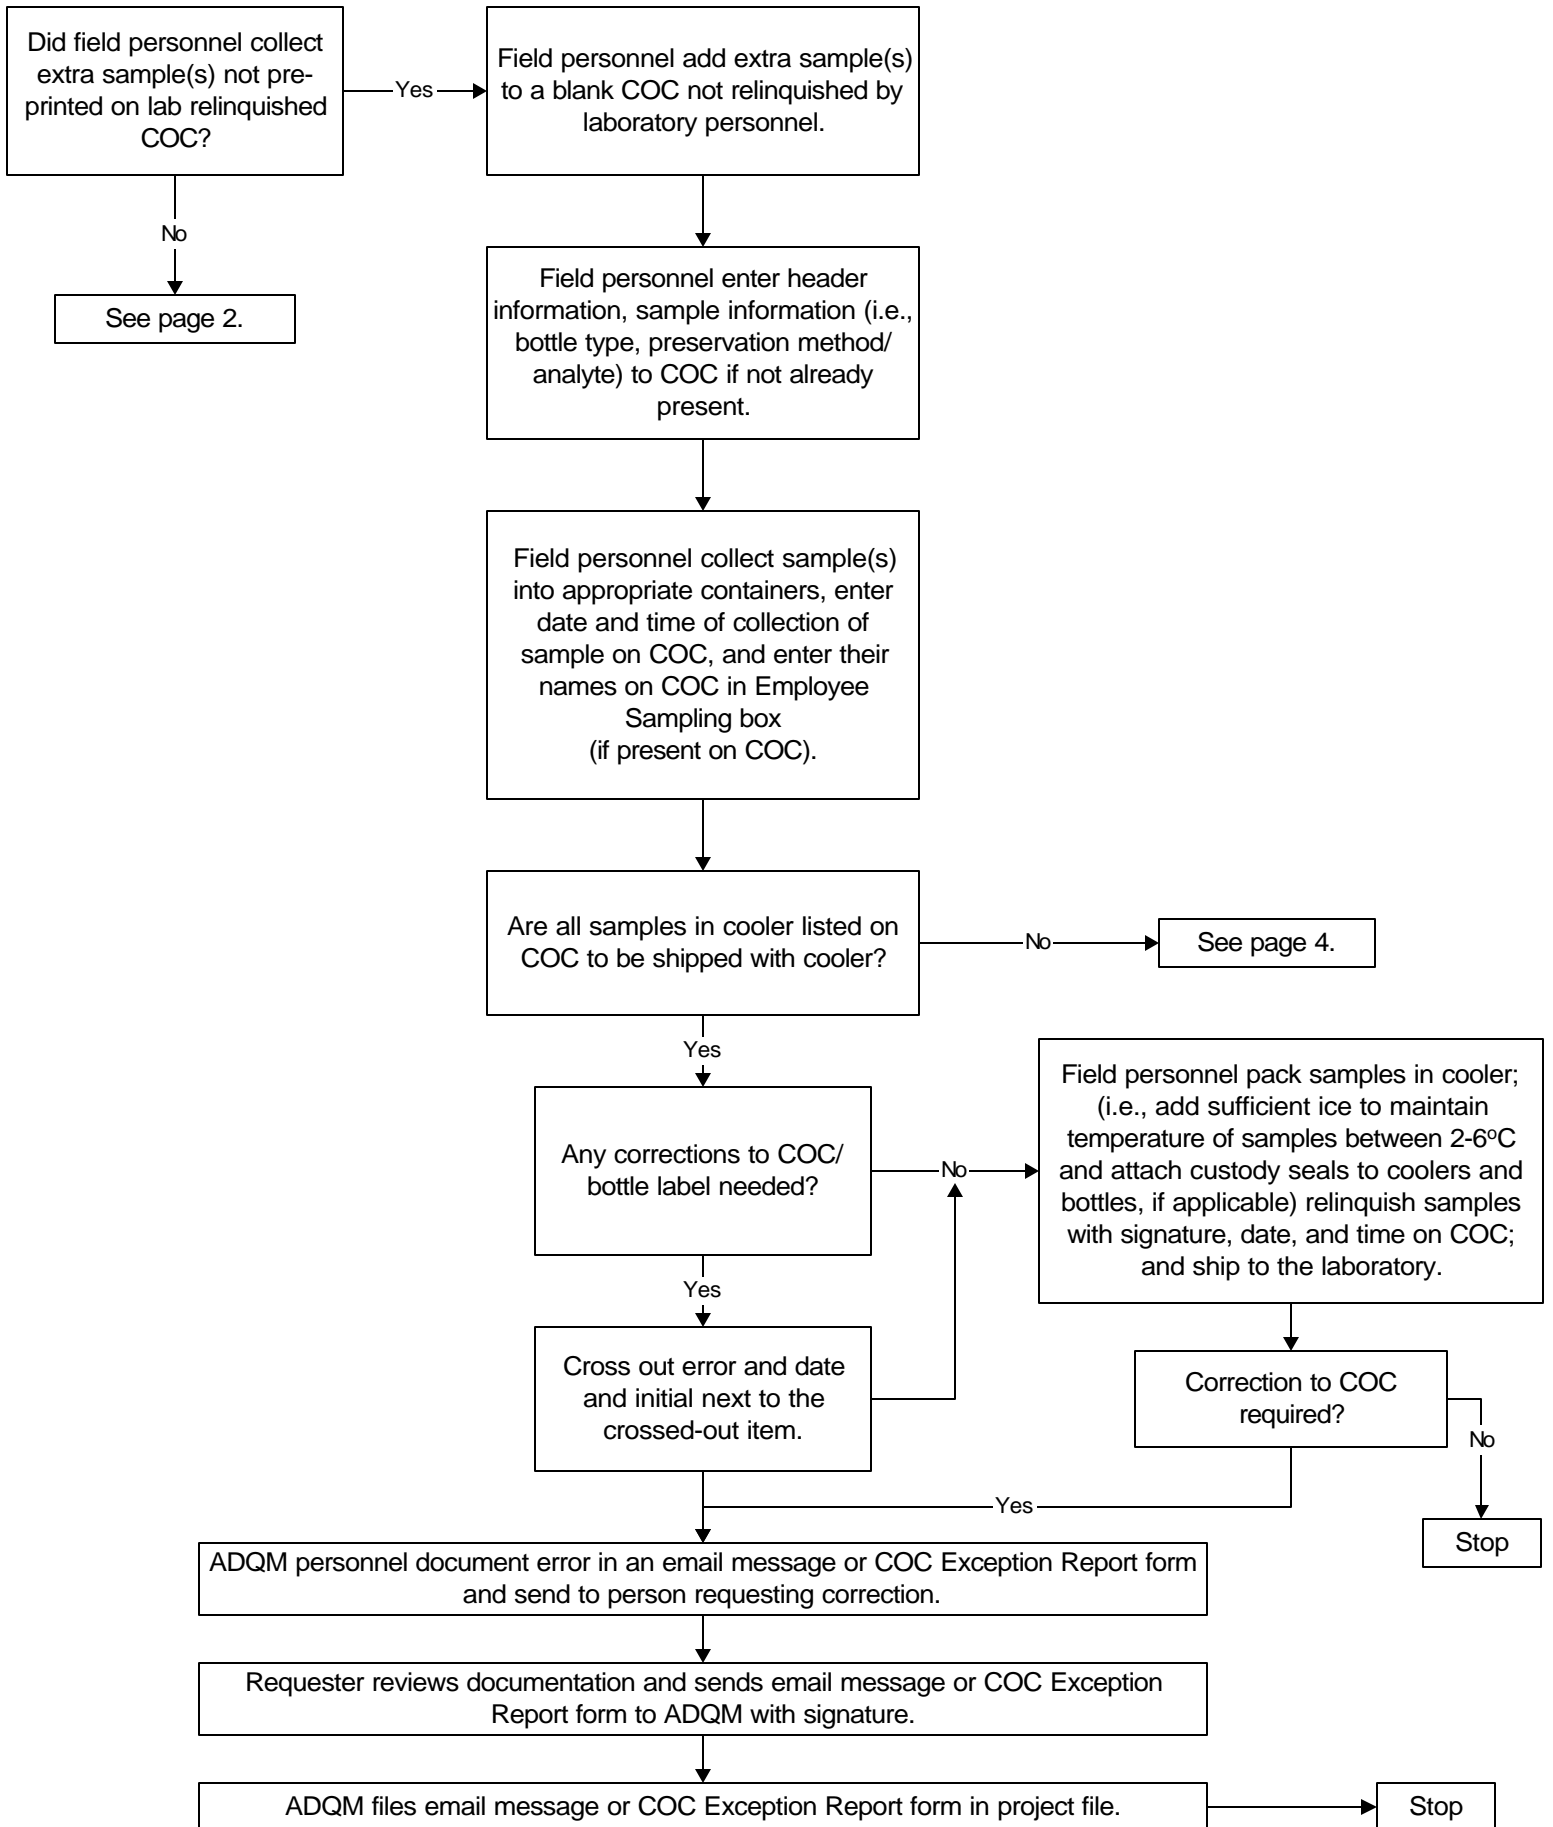 Did field personnel collect
extra sample(s) not pre-
printed on lab relinquished
COC?
Yes
Field personnel add extra sample(s)
to a blank COC not relinquished by
laboratory personnel.
No
See page 2.
Field personnel enter header
information, sample information (i.e.,
bottle type, preservation method/
analyte) to COC if not already
present.
Field personnel collect sample(s)
into appropriate containers, enter
date and time of collection of
sample on COC, and enter their
names on COC in Employee
Sampling box
(if present on COC).
Are all samples in cooler listed on
COC to be shipped with cooler?
No
See page 4.
Yes
Any corrections to COC/
bottle label needed?
No
Field personnel pack samples in cooler;
(i.e., add sufficient ice to maintain
temperature of samples between 2-6ºC
and attach custody seals to coolers and
bottles, if applicable) relinquish samples
with signature, date, and time on COC;
and ship to the laboratory.
Yes
Cross out error and date
and initial next to the
crossed-out item.
Correction to COC
required?
No
Stop
Yes
ADQM personnel document error in an email message or COC Exception Report form
and send to person requesting correction.
Requester reviews documentation and sends email message or COC Exception
Report form to ADQM with signature.
ADQM files email message or COC Exception Report form in project file.
Stop